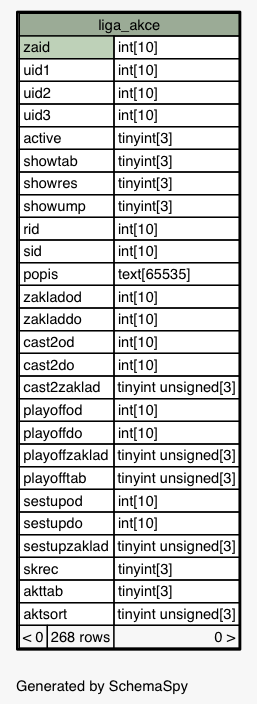 liga_akce
zaid int[10]
uid1 int[10]
uid2 int[10]
uid3 int[10]
active tinyint[3]
showtab tinyint[3]
showres tinyint[3]
showump tinyint[3]
rid int[10]
sid int[10]
popis text[65535]
zakladod int[10]
zakladdo int[10]
cast2od int[10]
cast2do int[10]
cast2zaklad tinyint unsigned[3]
playoffod int[10]
playoffdo int[10]
playoffzaklad tinyint unsigned[3]
playofftab tinyint unsigned[3]
sestupod int[10]
sestupdo int[10]
sestupzaklad tinyint unsigned[3]
skrec tinyint[3]
akttab tinyint[3]
aktsort tinyint unsigned[3]
< 0 268 rows 0 >
Generated by SchemaSpy